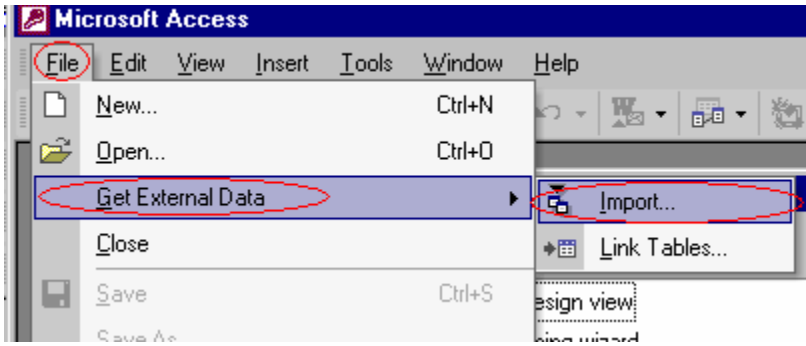 Microsoft Access
File Edit View Insert Tools Window Help
New... Ctrl+N
Open... Ctrl+O
Get External Data
Import...
Close
Link Tables...
Save Ctrl+S
esign view
Save As
wizard